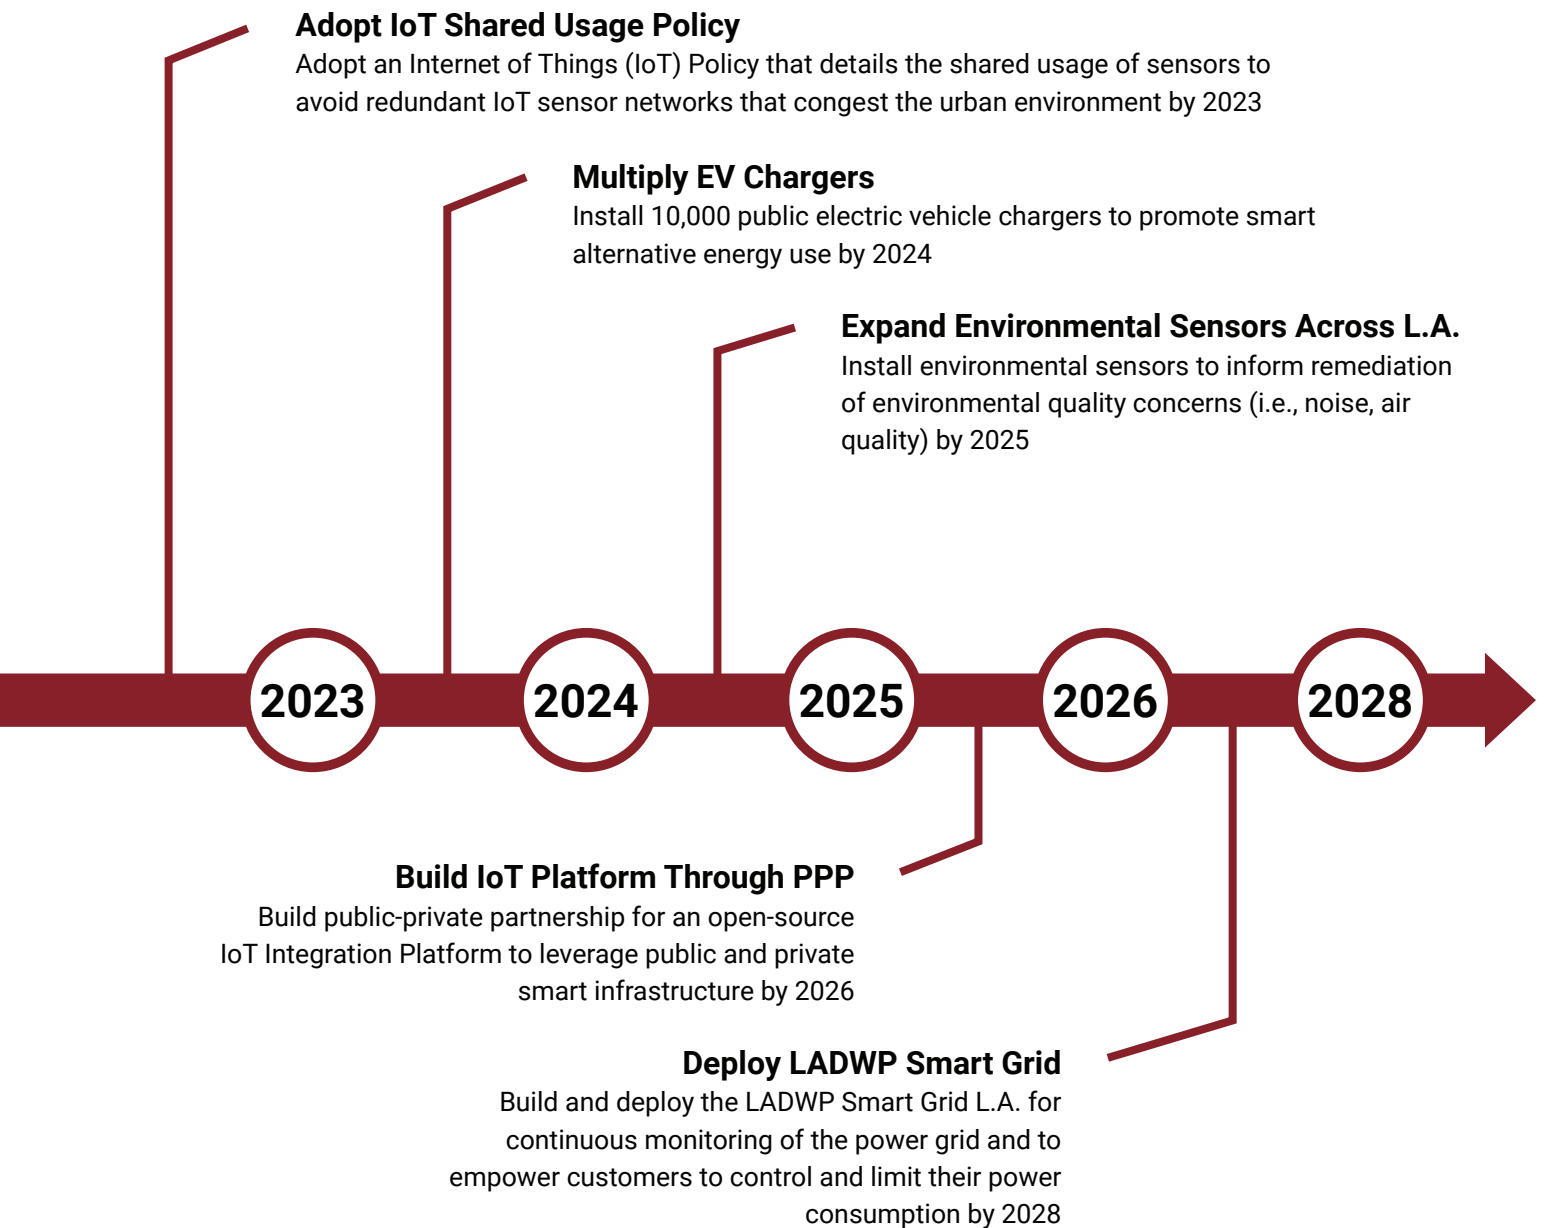 Adopt IoT Shared Usage Policy
Adopt an Internet of Things (IoT) Policy that details the shared usage of sensors to
avoid redundant IoT sensor networks that congest the urban environment by 2023
Multiply EV Chargers
Install 10,000 public electric vehicle chargers to promote smart
alternative energy use by 2024
Expand Environmental Sensors Across L.A.
Install environmental sensors to inform remediation
of environmental quality concerns (i.e., noise, air
quality) by 2025
2023
2024
2025
2026
2028
Build IoT Platform Through PPP
Build public-private partnership for an open-source
IoT Integration Platform to leverage public and private
smart infrastructure by 2026
Deploy LADWP Smart Grid
Build and deploy the LADWP Smart Grid L.A. for
continuous monitoring of the power grid and to
empower customers to control and limit their power
consumption by 2028